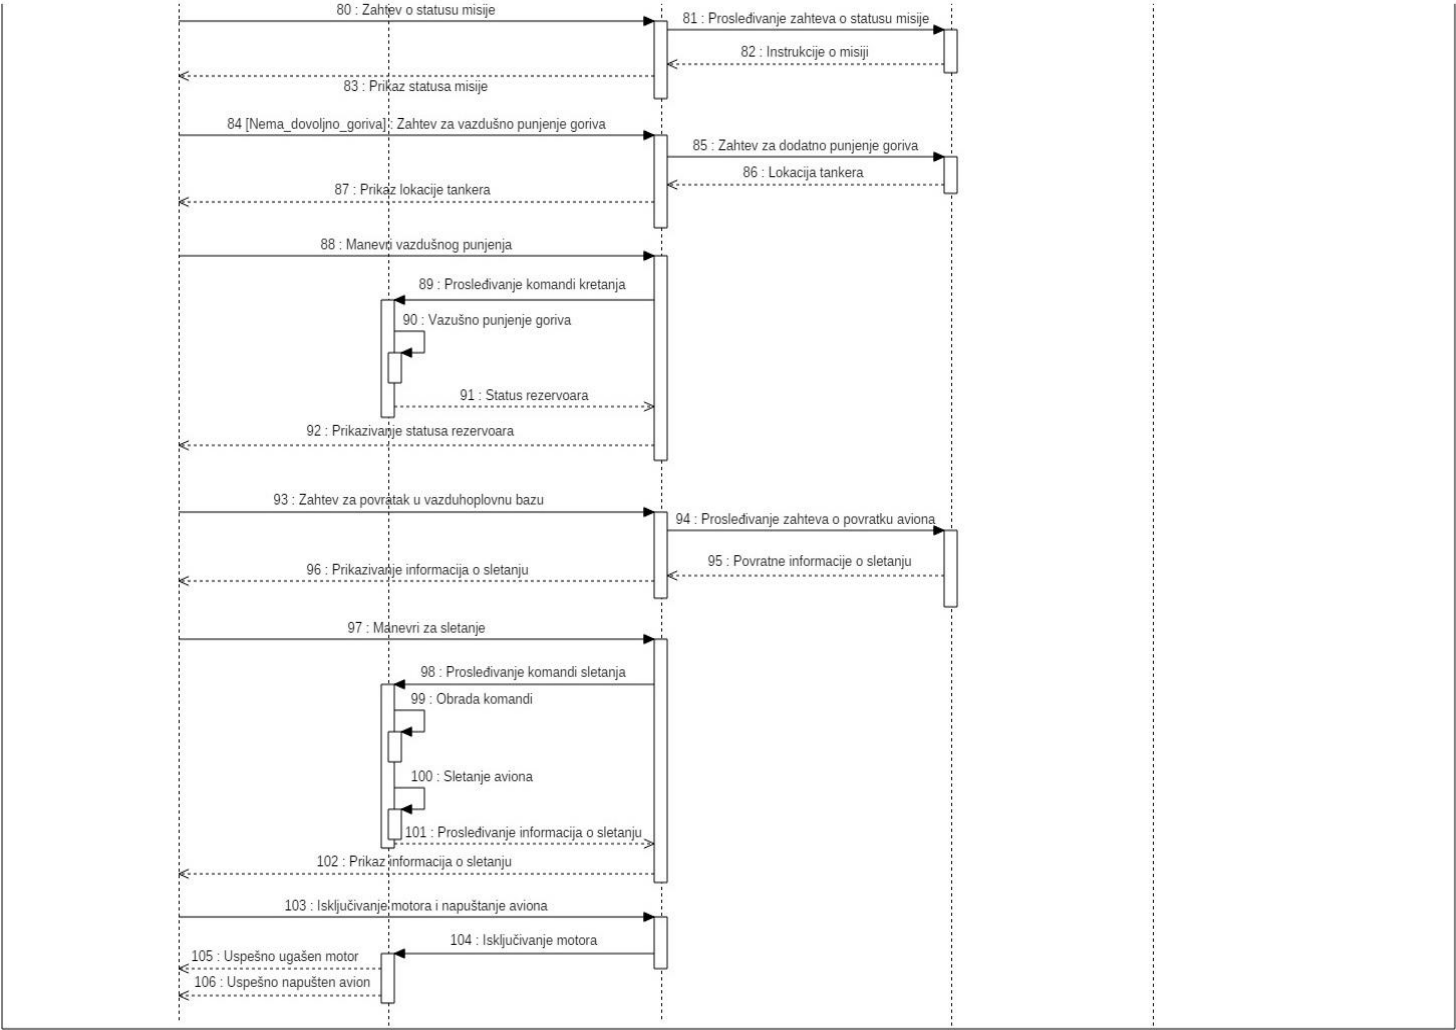 80 : Zahtev o statusu misije
81 : Prosleđivanje zahteva o statusu misije
82 : Instrukcije o misiji
83 : Prikaz statusa misije
84 [Nema_dovoljno_goriva] : Zahtev za vazdušno punjenje goriva
85 : Zahtev za dodatno punjenje goriva
86 : Lokacija tankera
87 : Prikaz lokacije tankera
88 : Manevri vazdušnog punjenja
89 : Prosleđivanje komandi kretanja
90 : Vazušno punjenje goriva
91 : Status rezervoara
92 : Prikazivanje statusa rezervoara
93 : Zahtev za povratak u vazduhoplovnu bazu
94 : Prosleđivanje zahteva o povratku aviona
95 : Povratne informacije o sletanju
96 : Prikazivanje informacija o sletanju
97 : Manevri za sletanje
98 : Prosleđivanje komandi sletanja
99 : Obrada komandi
100 : Sletanje aviona
101 : Prosleđivanje informacija o sletanju
102 : Prikaz informacija o sletanju
103 : Isključivanje motora i napuštanje aviona
104 : Isključivanje motora
105 : Uspešno ugašen motor
106 : Uspešno napušten avion